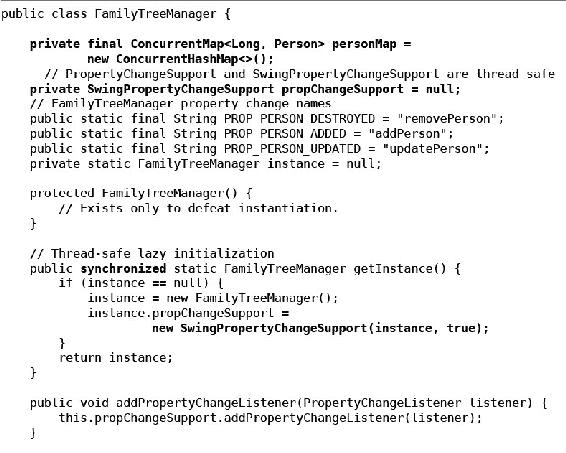 public class FamilyTreeManager {
private final ConcurrentMap<Long, Person> personMap =
new ConcurrentHashMap<>();
// PropertyChangeSupport and SwingPropertyChangeSupport are thread safe
private SwingPropertyChangeSupport propChangeSupport = null;
// FamilyTreeManager property change names
public static final String PROP_PERSON_DESTROYED = "removePerson";
public static final String PROP_PERSON_ADDED = "addPerson";
public static final String PROP_PERSON_UPDATED = "updatePerson";
private static FamilyTreeManager instance = null;
protected FamilyTreeManager() {
// Exists only to defeat instantiation.
}
// Thread-safe lazy initialization
public synchronized static FamilyTreeManager getInstance() {
if (instance == null) {
instance = new FamilyTreeManager();
instance.propChangeSupport =
new SwingPropertyChangeSupport(instance, true);
}
return instance;
}
public void addPropertyChangeListener(PropertyChangeListener listener) {
this.propChangeSupport.addPropertyChangeListener(listener);
}